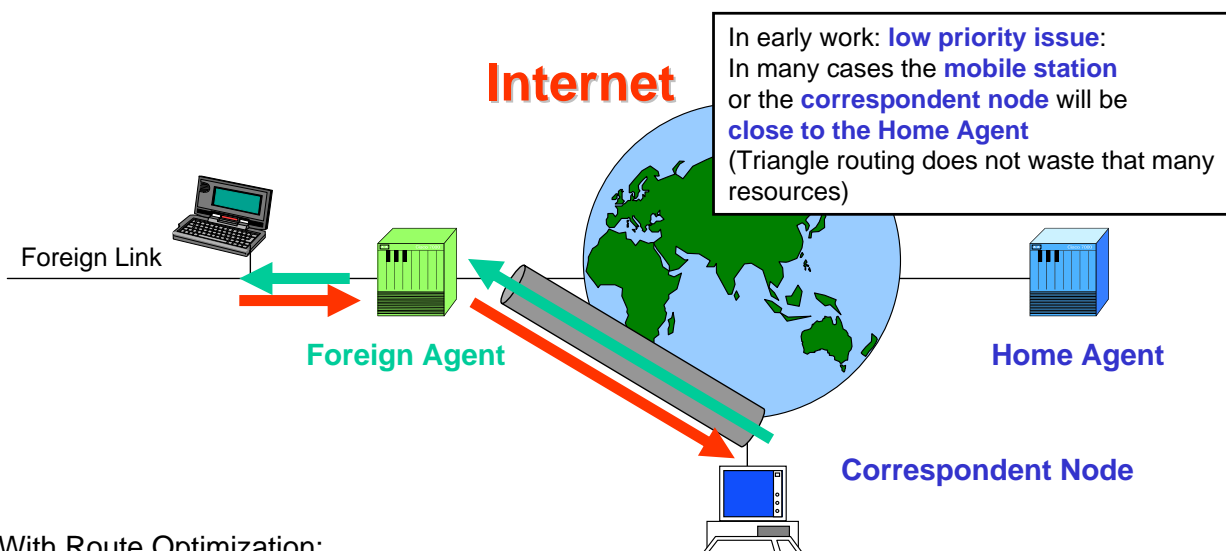 In early work: low priority issue:
In many cases the mobile station
or the correspondent node will be
close to the Home Agent
(Triangle routing does not waste that many
resources)
Internet
Foreign Link
Foreign Agent
Home Agent
Correspondent Node
With Route Optimization: